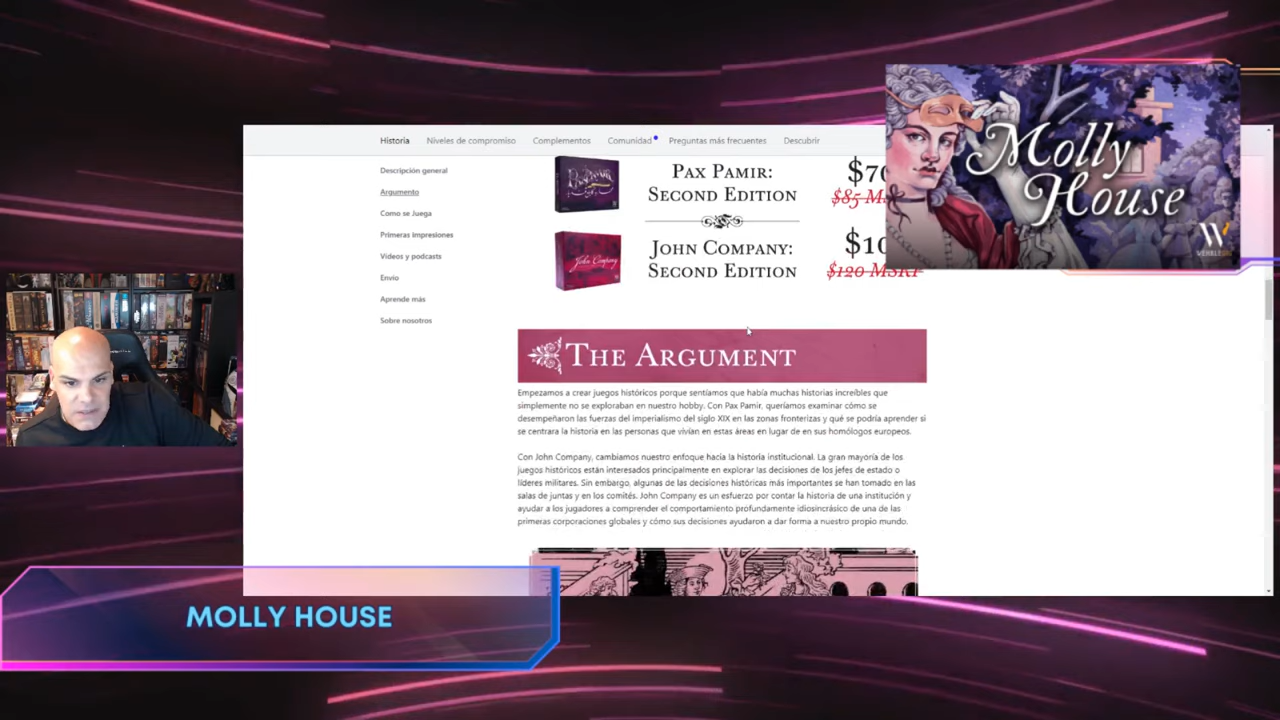 Historia Niveles de compromiso Complementos Comunidad Preguntas más frecuentes Descubrir
Descripción general
Argumento
Como se Juega
Primeras impresiones
Vídeos y podcasts
Envío
Aprende más
Sobre nosotros
PAX PAMIR:
SECOND EDITION
$70
$85
JOHN COMPANY:
SECOND EDITION
$120 MSRP
John Company
Molly
House
THE ARGUMENT
Empezamos a crear juegos históricos porque sentíamos que había muchas historias increíbles que
simplemente no se exploraban en nuestro hobby. Con Pax Pamir, queríamos examinar cómo se
desempeñaron las fuerzas del imperialismo del siglo XIX en las zonas fronterizas y qué se podría aprender si
se centrara la historia en las personas que vivían en estas áreas en lugar de en sus homólogos europeos.
Con John Company, cambiamos nuestro enfoque hacia la historia institucional. La gran mayoría de los
juegos históricos están interesados principalmente en explorar las decisiones de los jefes de estado o
líderes militares. Sin embargo, algunas de las decisiones históricas más importantes se han tomado en las
salas de juntas y en los comités. John Company es un esfuerzo por contar la historia de una institución y
ayudar a los jugadores a comprender el comportamiento profundamente idiosincrásico de una de las
primeras corporaciones globales y cómo sus decisiones ayudaron a dar forma a nuestro propio mundo.
MOLLY HOUSE